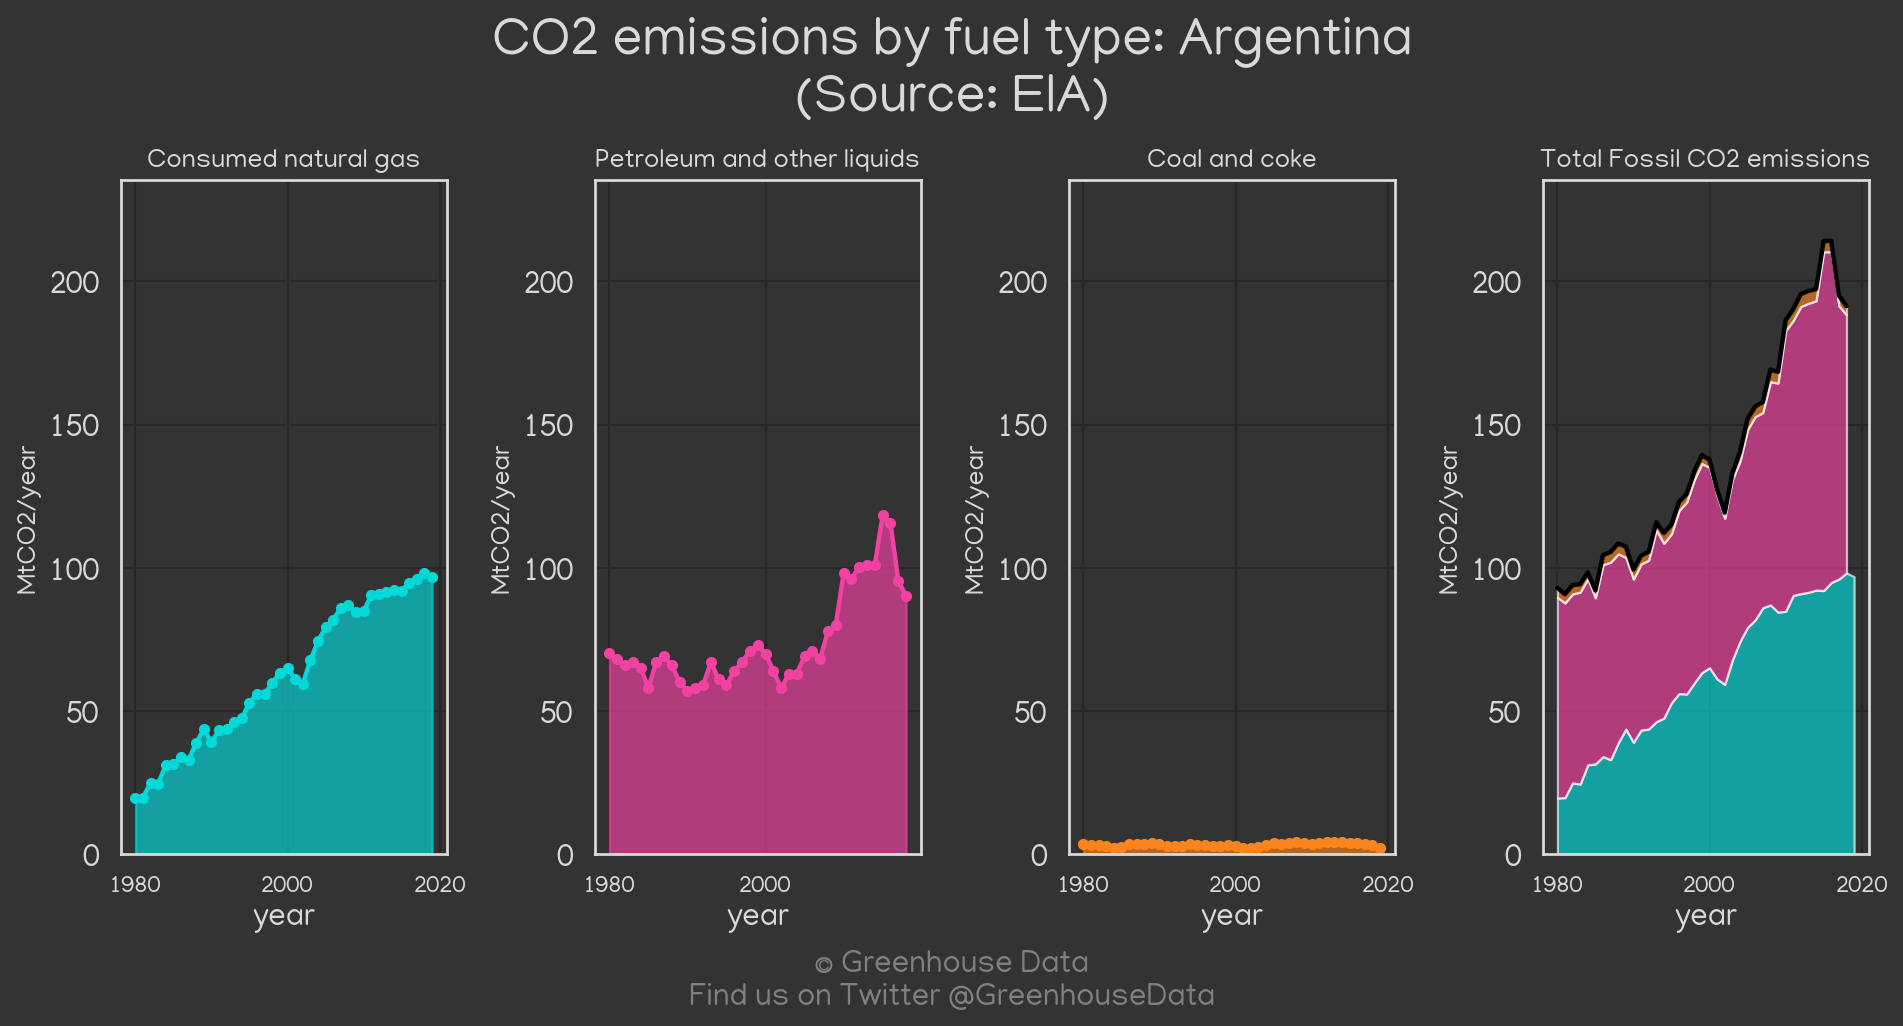 CO2 emissions by fuel type: Argentina
(Source: EIA)
Consumed natural gas
Petroleum and other liquids
Coal and coke
Total Fossil CO2 emissions
MtCO2/year
200
150
100
50
0
1980
2000
2020
year
MtCO2/year
200
150
100
50
0
1980
2000
year
MtCO2/year
200
150
100
50
0
1980
2000
2020
year
MtCO2/year
200
150
100
50
0
1980
2000
2020
year
© Greenhouse Data
Find us on Twitter @GreenhouseData